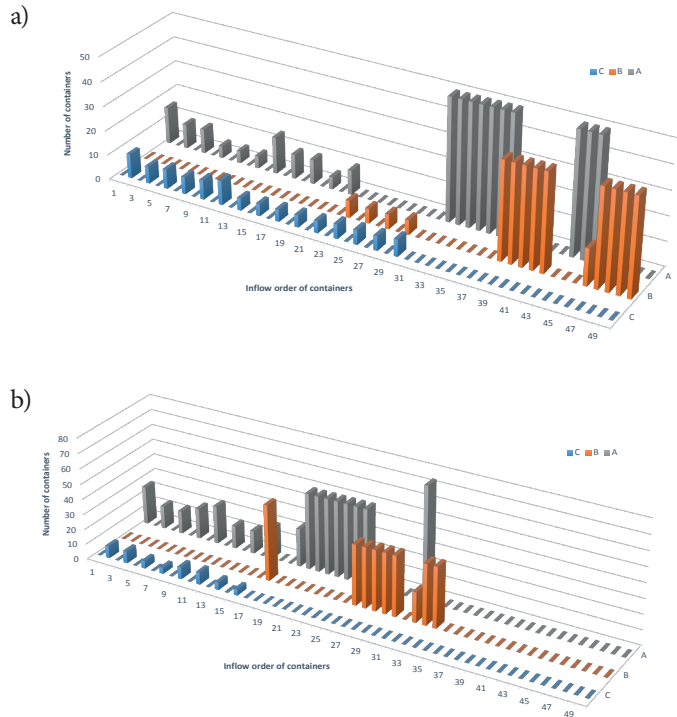 a)
Number of containers
50
40
30
20
10
0
C B A
1 3 5 7 9 11 13 15 17 19 21 23 25 27 29 31 33 35 37 39 41 43 45 47 49
A
B
C
Inflow order of containers
b)
Number of containers
80
70
60
50
40
30
20
10
0
C B A
1 3 5 7 9 11 13 15 17 19 21 23 25 27 29 31 33 35 37 39 41 43 45 47 49
A
B
C
Inflow order of containers